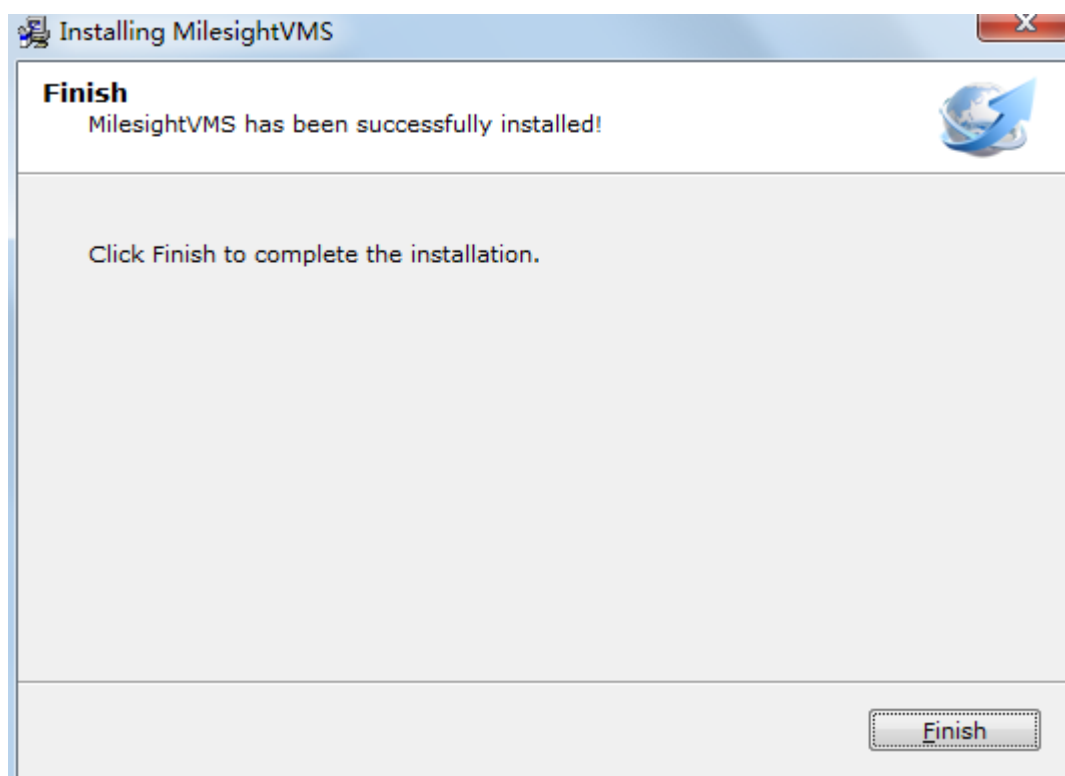 Installing MilesightVMS
Finish
MilesightVMS has been successfully installed!
Click Finish to complete the installation.
Finish